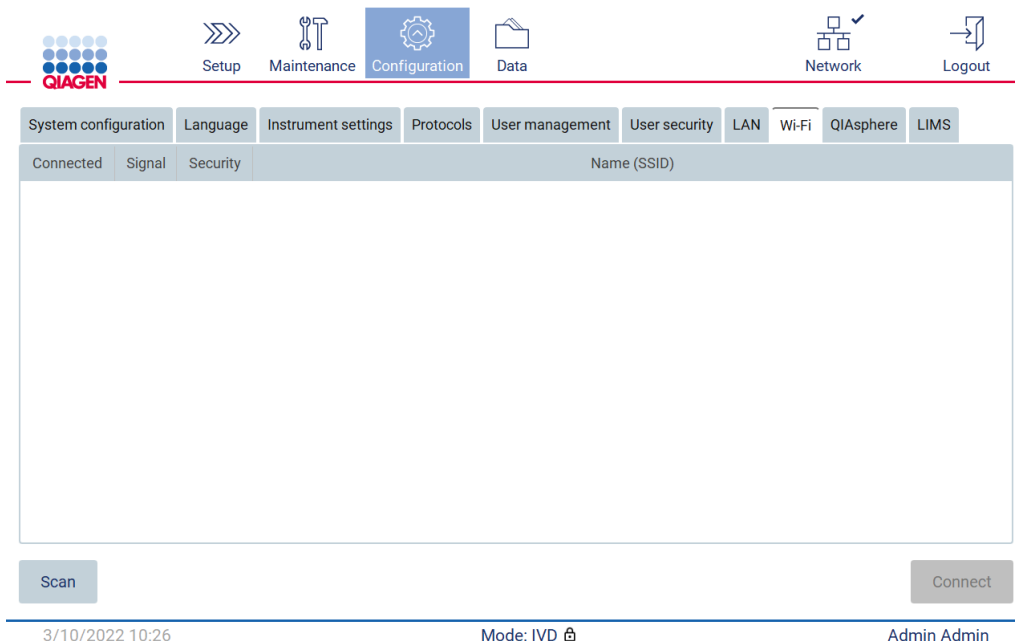 QIAGEN
Setup Maintenance Configuration Data Network Logout
System configuration Language Instrument settings Protocols User management User security LAN Wi-Fi QIAsphere LIMS
Connected Signal Security Name (SSID)
Scan Connect
3/10/2022 10:26 Mode: IVD Admin Admin